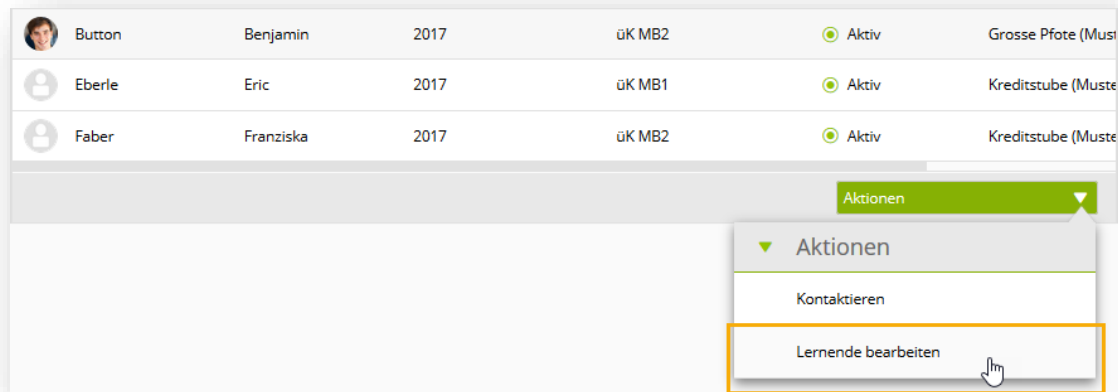 Button Benjamin 2017 üK MB2 Aktiv Grosse Pfote (Must
Eberle Eric 2017 üK MB1 Aktiv Kreditstube (Muste
Faber Franziska 2017 üK MB2 Aktiv Kreditstube (Muste
Aktionen
Aktionen
Kontaktieren
Lernende bearbeiten